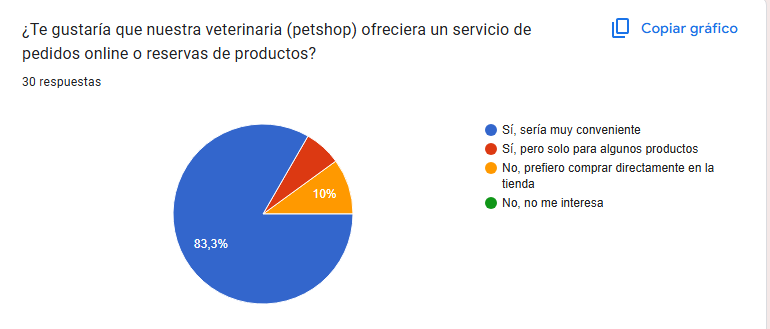 ¿Te gustaría que nuestra veterinaria (petshop) ofreciera un servicio de
pedidos online o reservas de productos?
Copiar gráfico
30 respuestas
Sí, sería muy conveniente
Sí, pero solo para algunos productos
No, prefiero comprar directamente en la
tienda
No, no me interesa
10%
83,3%